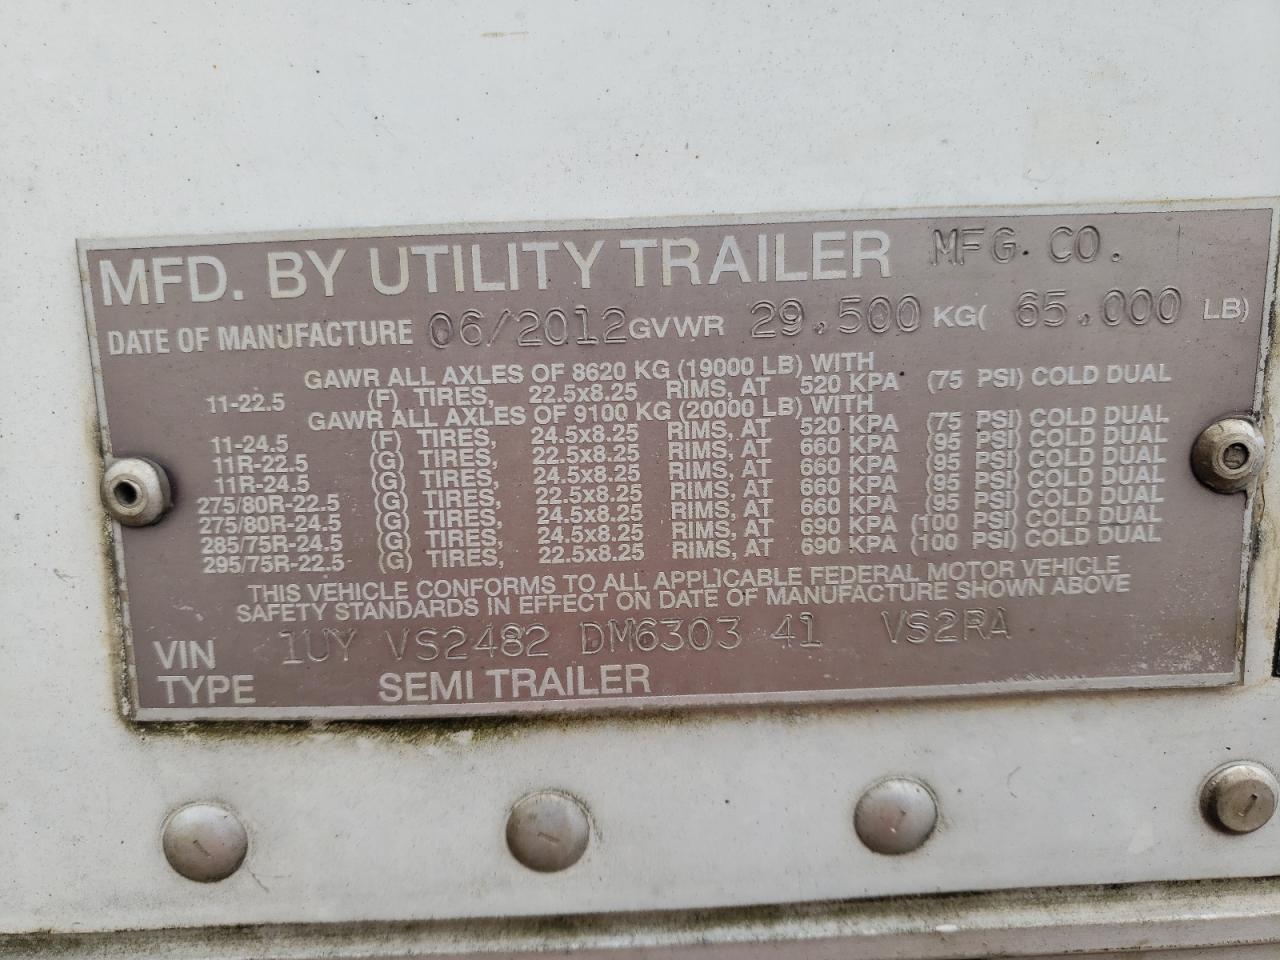 MFD. BY UTILITY TRAILER MFG. CO.
DATE OF MANUFACTURE 06/2012 GVWR 29.500 KG( 65.000 LB)
GAWR ALL AXLES OF 8620 KG (19000 LB) WITH
11-22.5 (F) TIRES, 22.5x8.25 RIMS, AT 520 KPA (75 PSI) COLD DUAL
GAWR ALL AXLES OF 9100 KG (20000 LB) WITH
11-24.5 (F) TIRES, 24.5x8.25 RIMS, AT 520 KPA (75 PSI) COLD DUAL
11R-22.5 (G) TIRES, 22.5x8.25 RIMS, AT 660 KPA (95 PSI) COLD DUAL
11R-24.5 (G) TIRES, 24.5x8.25 RIMS, AT 660 KPA (95 PSI) COLD DUAL
275/80R-22.5 (G) TIRES, 22.5x8.25 RIMS, AT 660 KPA (95 PSI) COLD DUAL
275/80R-24.5 (G) TIRES, 24.5x8.25 RIMS, AT 660 KPA (95 PSI) COLD DUAL
285/75R-24.5 (G) TIRES, 24.5x8.25 RIMS, AT 690 KPA (100 PSI) COLD DUAL
295/75R-22.5 (G) TIRES, 22.5x8.25 RIMS, AT 690 KPA (100 PSI) COLD DUAL
THIS VEHICLE CONFORMS TO ALL APPLICABLE FEDERAL MOTOR VEHICLE
SAFETY STANDARDS IN EFFECT ON DATE OF MANUFACTURE SHOWN ABOVE
VIN 1UY VS2482 DM6303 41 VS2RA
TYPE SEMI TRAILER